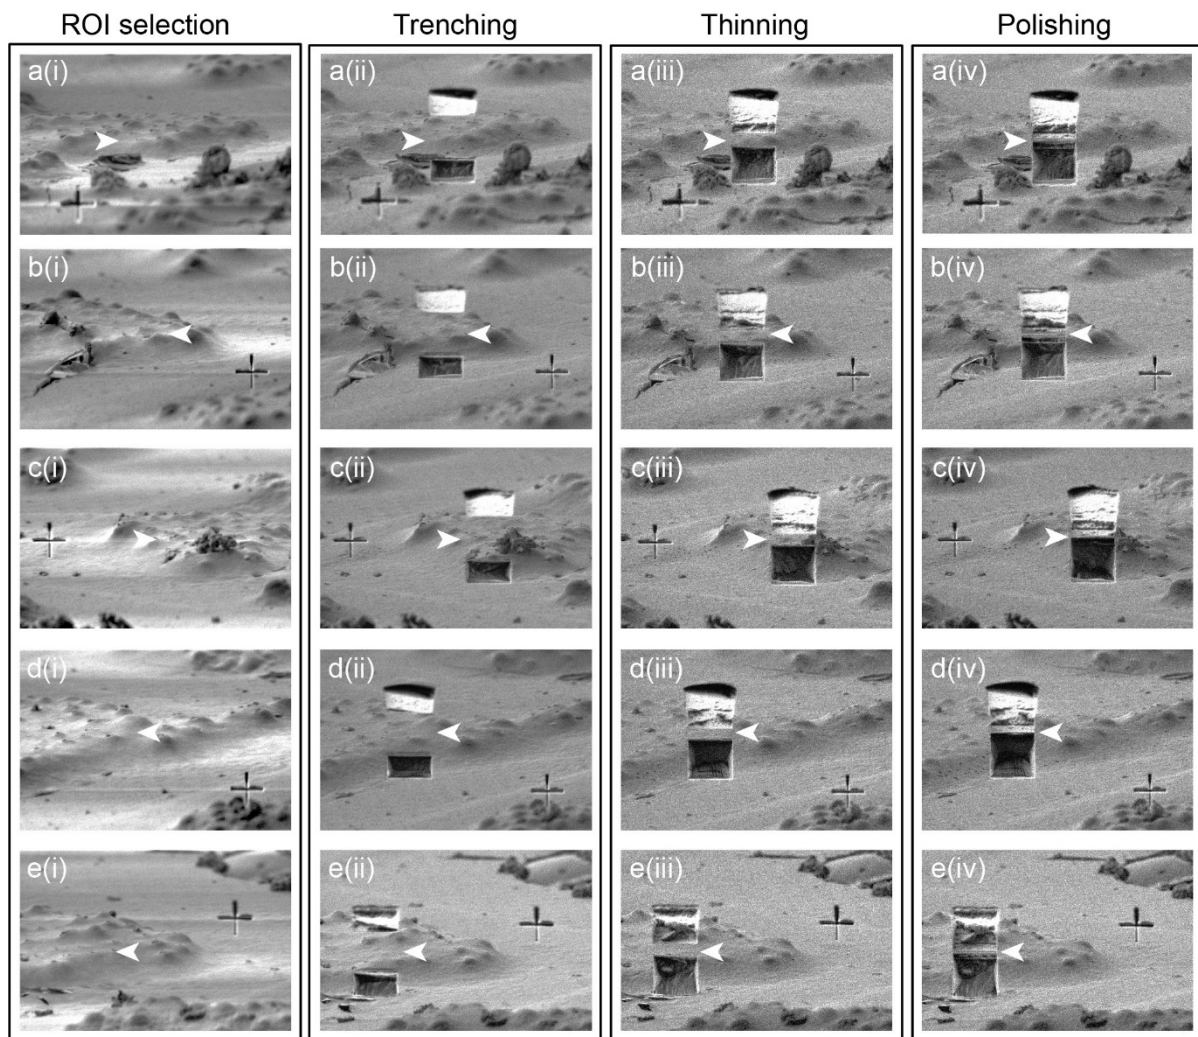 ROI selection Trenching Thinning Polishing
a(i) a(ii) a(iii) a(iv)
b(i) b(ii) b(iii) b(iv)
c(i) c(ii) c(iii) c(iv)
d(i) d(ii) d(iii) d(iv)
e(i) e(ii) e(iii) e(iv)